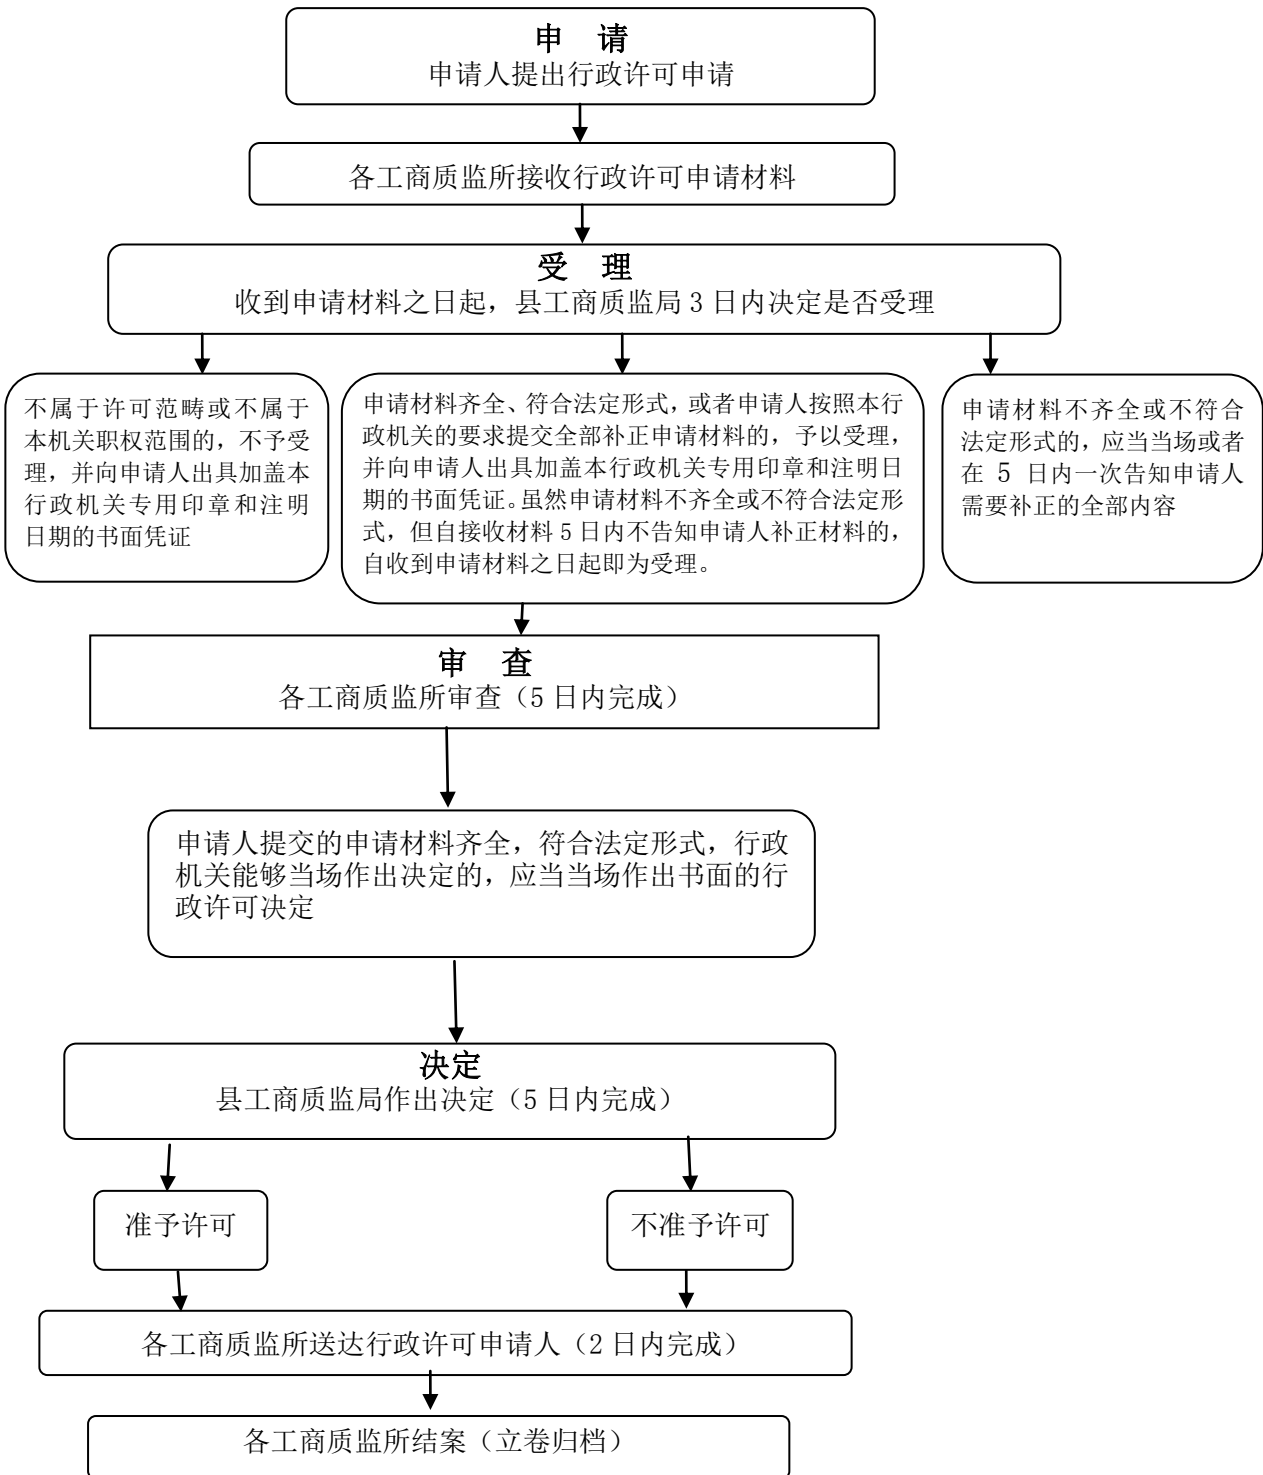 申 请
申请人提出行政许可申请
各工商质监所接收行政许可申请材料
受 理
收到申请材料之日起，县工商质监局 3 日内决定是否受理
不属于许可范畴或不属于
本机关职权范围的，不予受
理，并向申请人出具加盖本
行政机关专用印章和注明
日期的书面凭证
申请材料齐全、符合法定形式，或者申请人按照本行
政机关的要求提交全部补正申请材料的，予以受理，
并向申请人出具加盖本行政机关专用印章和注明日
期的书面凭证。虽然申请材料不齐全或不符合法定形
式，但自接收材料 5 日内不告知申请人补正材料的，
自收到申请材料之日起即为受理。
申请材料不齐全或不符合
法定形式的，应当当场或者
在 5 日内一次告知申请人
需要补正的全部内容
审 查
各工商质监所审查（5 日内完成）
申请人提交的申请材料齐全，符合法定形式，行政
机关能够当场作出决定的，应当当场作出书面的行
政许可决定
决定
县工商质监局作出决定（5 日内完成）
准予许可
不准予许可
各工商质监所送达行政许可申请人（2 日内完成）
各工商质监所结案（立卷归档）